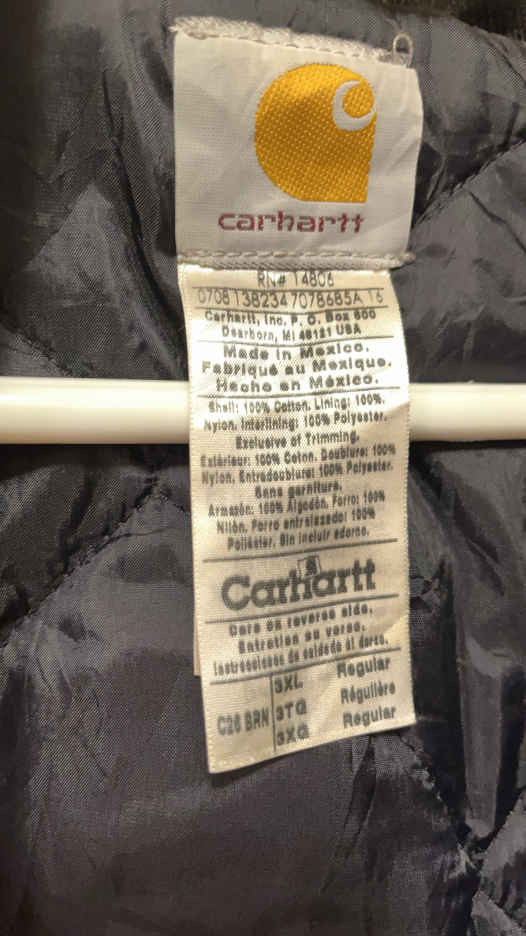 carhartt
RN# 14806
0708138234 7078685A 16
Carhartt, Inc. P. O. Box 600
Dearborn, MI 48121 USA
Made in Mexico.
Fabriqué au Mexique.
Hecho en México.
Shell: 100% Cotton. Lining: 100%.
Nylon. Interlining: 100% Polyester.
Exclusive of Trimming.
Extérieur: 100% Coton. Doublure: 100%
Nylon. Entredoublure: 100% Polyester.
Sans garniture.
Armazón: 100% Algodón. Forro: 100%
Nilón. Forro entrelazado: 100%
Poliéster. Sin incluir adorno.
Carhartt
Care on reverse side.
Entretien au verso.
Instrucciones de cuidado al dorso.
C26 BRN
3XL Regular
3TG Régulière
3XG Regular